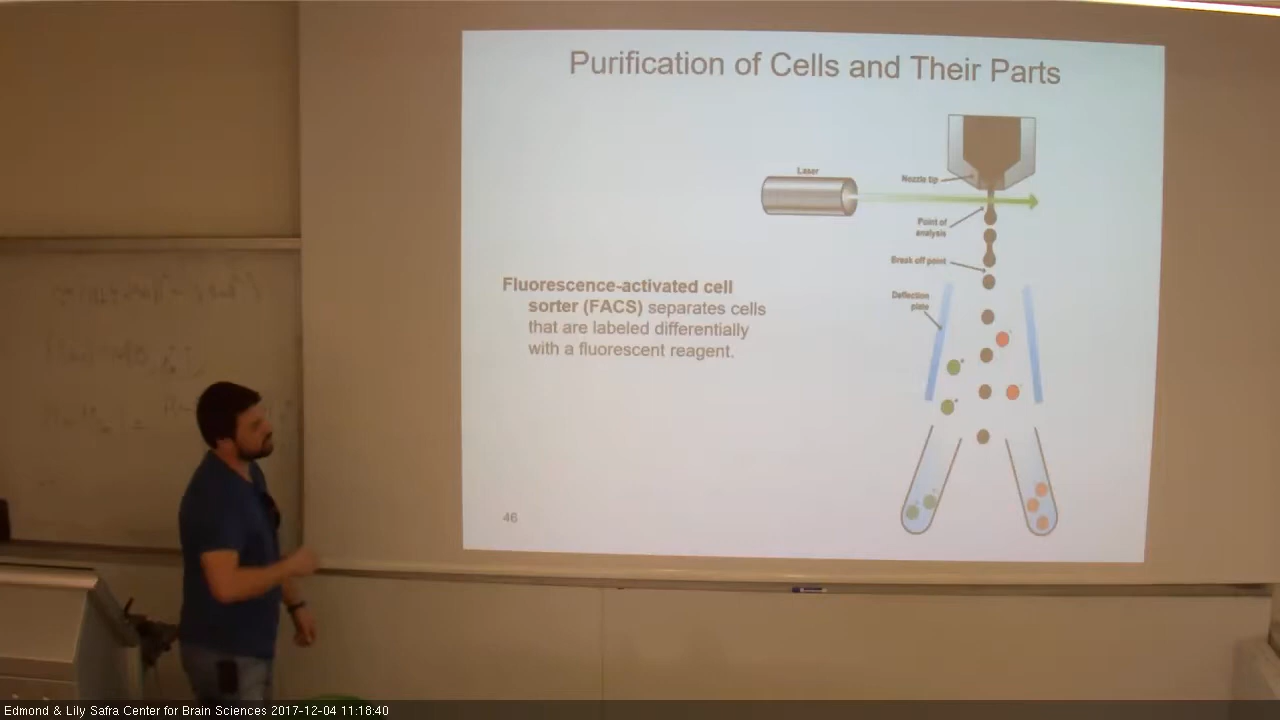 Purification of Cells and Their Parts
Laser
Nozzle tip
Point of
analysis
Break off point
Deflection
plate
Fluorescence-activated cell
sorter (FACS) separates cells
that are labeled differentially
with a fluorescent reagent.
46
Edmond & Lily Safra Center for Brain Sciences 2017-12-04 11:18:40